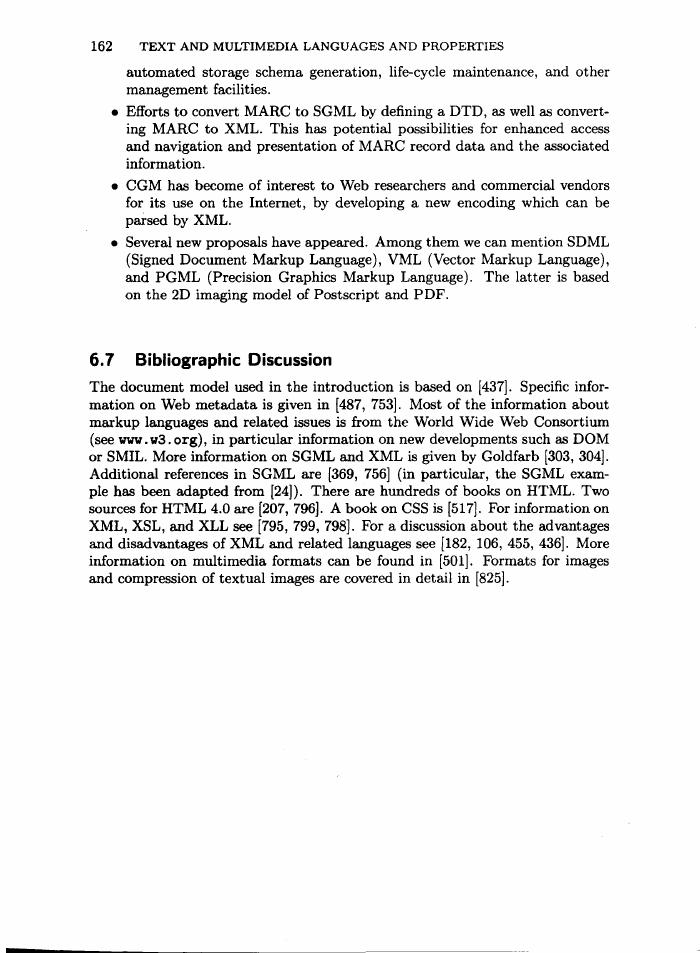 162 TEXT AND MULTIMEDIA LANGUAGES AND PROPERTIES
automated storage schema generation, life-cycle maintenance, and other
management facilities.
• Efforts to convert MARC to SGML by defining a DTD, as well as convert-
ing MARC to XML. This has potential possibilities for enhanced access
and navigation and presentation of MARC record data and the associated
information.
• CGM has become of interest to Web researchers and commercial vendors
for its use on the Internet, by developing a new encoding which can be
parsed by XML.
• Several new proposals have appeared. Among them we can mention SDML
(Signed Document Markup Language), VML (Vector Markup Language),
and PGML (Precision Graphics Markup Language). The latter is based
on the 2D imaging model of Postscript and PDF.
6.7 Bibliographic Discussion
The document model used in the introduction is based on [437]. Specific infor-
mation on Web metadata is given in [487, 753]. Most of the information about
markup languages and related issues is from the World Wide Web Consortium
(see www.w3.org), in particular information on new developments such as DOM
or SMIL. More information on SGML and XML is given by Goldfarb [303, 304].
Additional references in SGML are [369, 756] (in particular, the SGML exam-
ple has been adapted from [24]). There are hundreds of books on HTML. Two
sources for HTML 4.0 are [207, 796]. A book on CSS is [517]. For information on
XML, XSL, and XLL see [795, 799, 798]. For a discussion about the advantages
and disadvantages of XML and related languages see [182, 106, 455, 436]. More
information on multimedia formats can be found in [501]. Formats for images
and compression of textual images are covered in detail in [825].